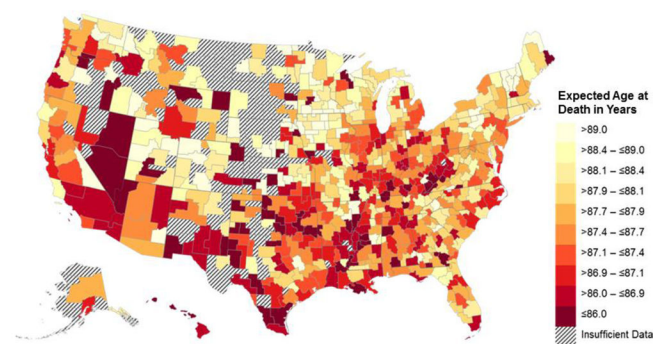 Expected Age at
Death in Years
>89.0
>88.4 – ≤89.0
>88.1 – ≤88.4
>87.9 – ≤88.1
>87.7 – ≤87.9
>87.4 – ≤87.7
>87.1 – ≤87.4
>86.9 – ≤87.1
>86.0 – ≤86.9
≤86.0
Insufficient Data